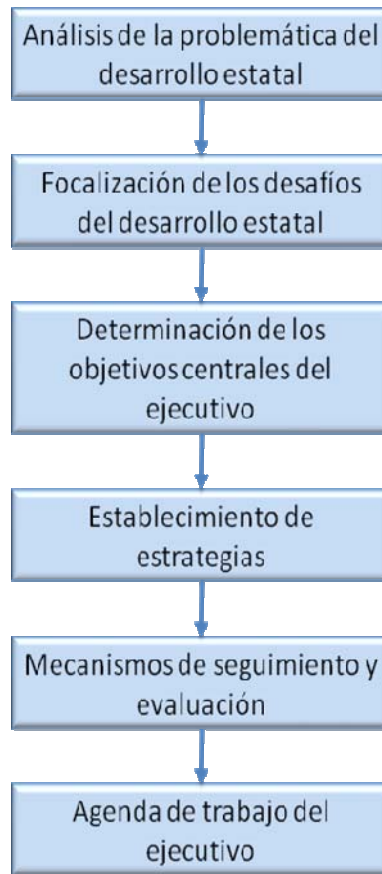 Análisis de la problemática del
desarrollo estatal
Focalización de los desafíos
del desarrollo estatal
Determinación de los
objetivos centrales del
ejecutivo
Establecimiento de
estrategias
Mecanismos de seguimiento y
evaluación
Agenda de trabajo del
ejecutivo